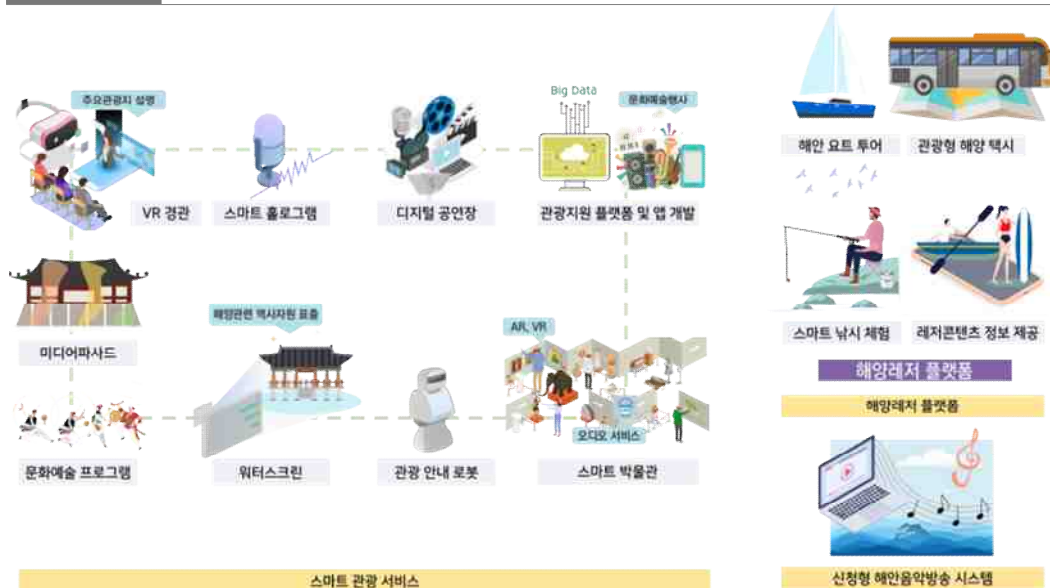 주요관광지 설명
Big Data
문화예술행사
VR 경관
스마트 홀로그램
디지털 공연장
관광지원 플랫폼 및 앱 개발
미디어파사드
해양관련 역사자원 표출
AR, VR
오디오 서비스
문화예술 프로그램
워터스크린
관광 안내 로봇
스마트 박물관
스마트 관광 서비스
해안 요트 투어
관광형 해양 택시
스마트 낚시 체험
레저콘텐츠 정보 제공
해양레저 플랫폼
해양레저 플랫폼
신청형 해안음악방송 시스템